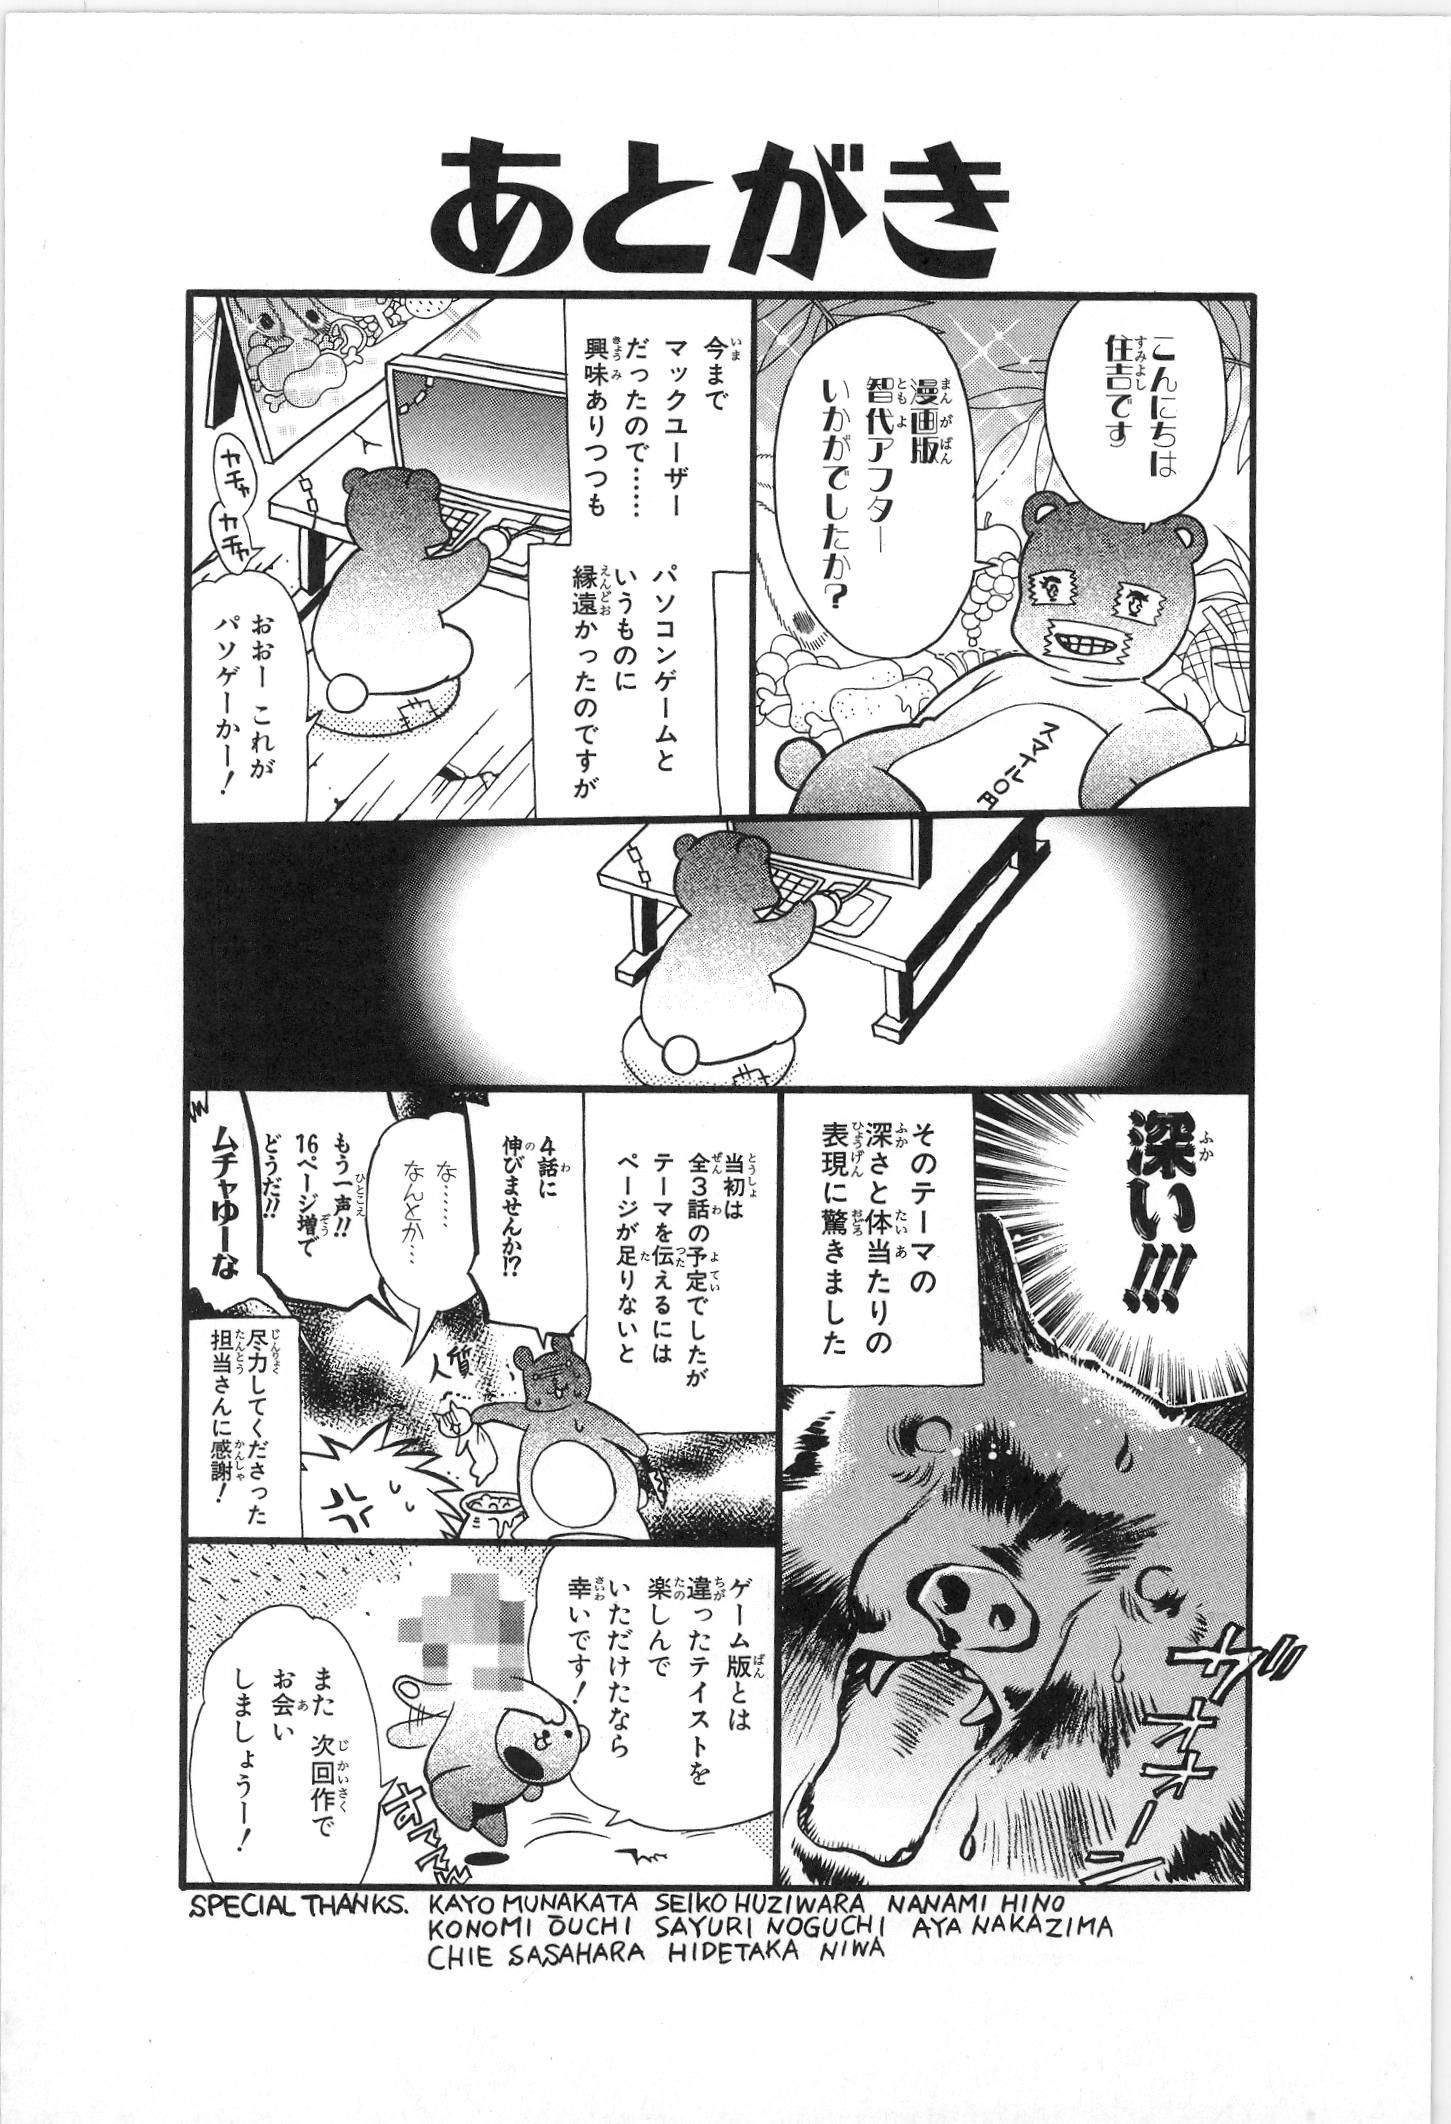 あとがき
こんにちは
住吉です
漫画版
智代アフター
いかがでしたか?
今まで
マックユーザー
だったので……
興味ありつつも
パソコンゲームと
いうものに
縁遠かったのですが
カチャ
カチャ
おおー これが
パソゲーかー!
深い!!!
そのテーマの
深さと体当たりの
表現に驚きました
当初は
全3話の予定でしたが
テーマを伝えるには
ページが足りないと
4話に
伸びませんか!?
な……
なんとか…
もう一声!!
16ページ増で
どうだ!!
ムチャゆーな
人質
尽力してくださった
担当さんに感謝!
ゲーム版とは
違ったテイストを
楽しんで
いただけたなら
幸いです!
また 次回作で
お会い
しましょうー!
SPECIAL THANKS. KAYO MUNAKATA SEIKO HUZIWARA NANAMI HINO
KONOMI ŌUCHI SAYURI NOGUCHI AYA NAKAZIMA
CHIE SASAHARA HIDETAKA NIWA